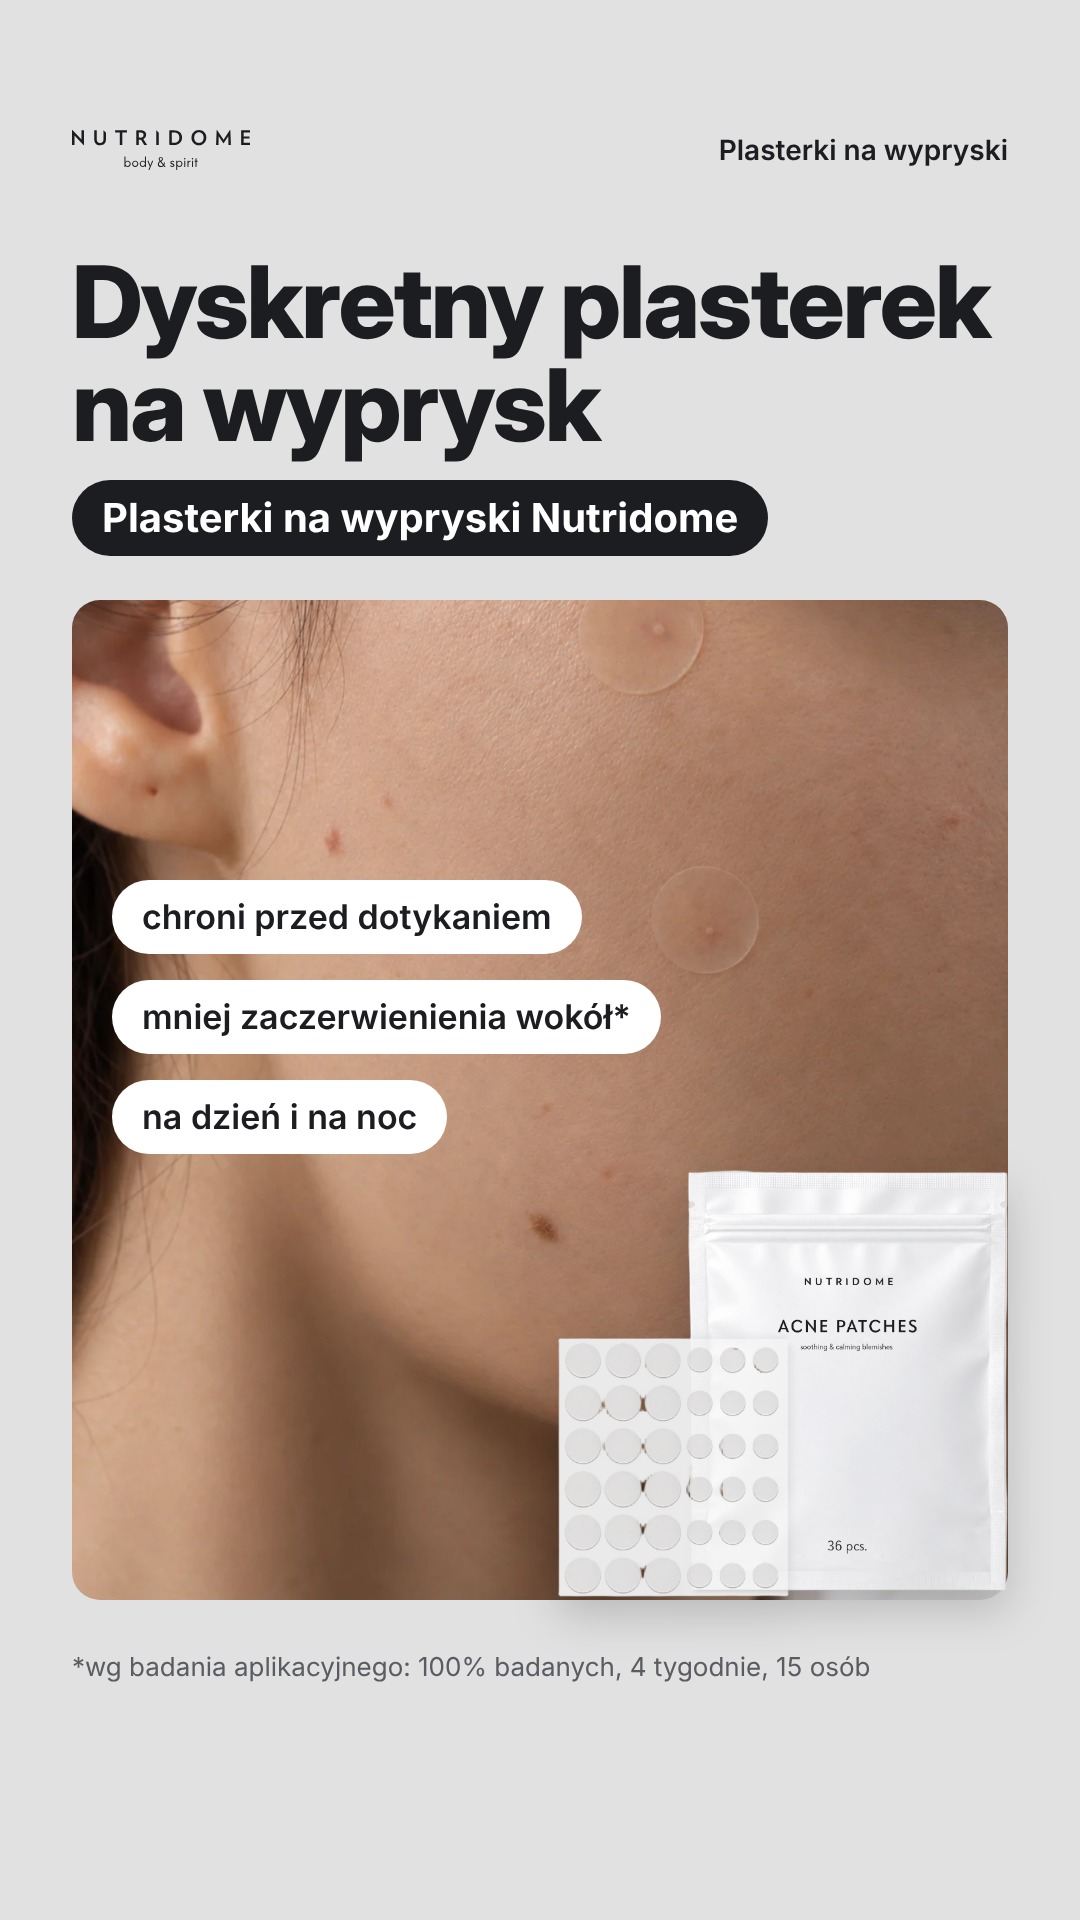 NUTRIDOME
body & spirit
Plasterki na wypryski
Dyskretny plasterek
na wyprysk
Plasterki na wypryski Nutridome
chroni przed dotykaniem
mniej zaczerwienienia wokół*
na dzień i na noc
NUTRIDOME
ACNE PATCHES
soothing & calming blemishes
36 pcs.
*wg badania aplikacyjnego: 100% badanych, 4 tygodnie, 15 osób